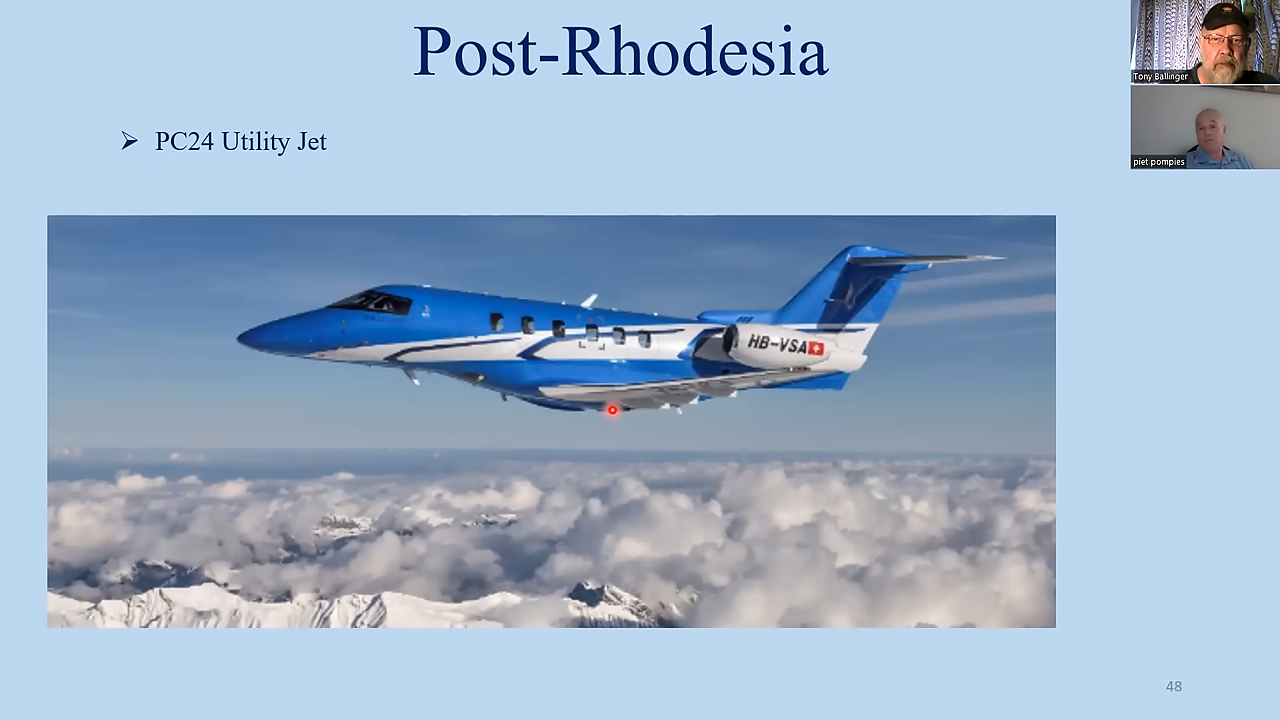 Post-Rhodesia
Tony Ballinger
➢ PC24 Utility Jet
piet pompies
HB-VSA
48